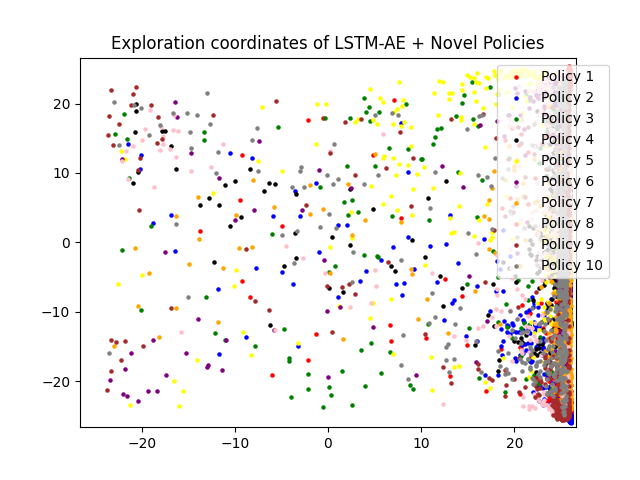 Exploration coordinates of LSTM-AE + Novel Policies
20
10
0
−10
−20
−20
−10
0
10
20
Policy 1
Policy 2
Policy 3
Policy 4
Policy 5
Policy 6
Policy 7
Policy 8
Policy 9
Policy 10